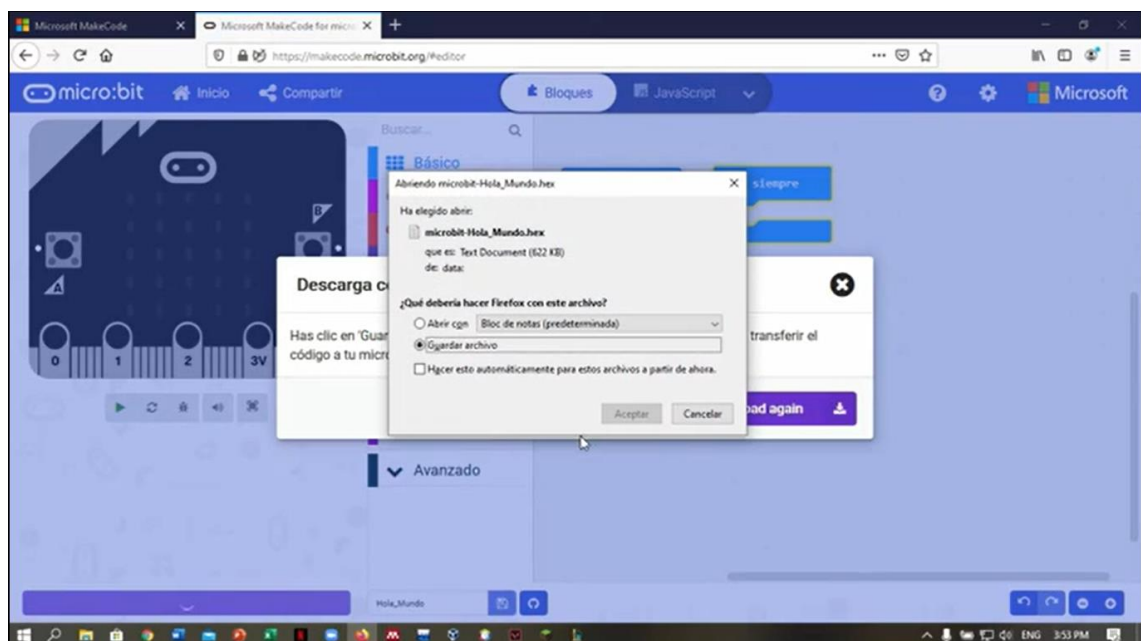 Microsoft MakeCode
Microsoft MakeCode for micro
https://makecode.microbit.org/#editor
micro:bit
Inicio
Compartir
Bloques
JavaScript
Microsoft
Buscar...
Básico
siempre
B
A
0 1 2 3V
Descarga c
Has clic en 'Guar
transferir el
código a tu micr
oad again
Abriendo microbit-Hola_Mundo.hex
Ha elegido abrir:
microbit-Hola_Mundo.hex
que es: Text Document (622 KB)
de: data:
¿Qué debería hacer Firefox con este archivo?
Abrir con Bloc de notas (predeterminada)
Guardar archivo
Hacer esto automáticamente para estos archivos a partir de ahora.
Aceptar Cancelar
Avanzado
Hola_Mundo
ENG 3:53 PM